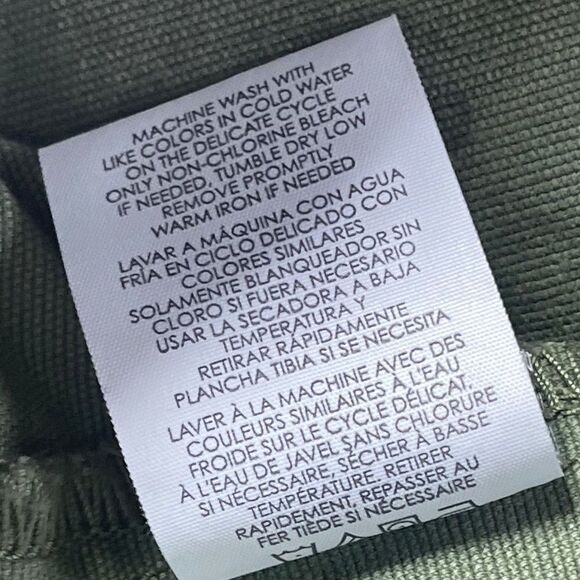 MACHINE WASH WITH
LIKE COLORS IN COLD WATER
ON THE DELICATE CYCLE
ONLY NON-CHLORINE BLEACH
IF NEEDED, TUMBLE DRY LOW
REMOVE PROMPTLY
WARM IRON IF NEEDED
LAVAR A MÁQUINA CON AGUA
FRÍA EN CICLO DELICADO CON
COLORES SIMILARES
SOLAMENTE BLANQUEADOR SIN
CLORO SI FUERA NECESARIO
USAR LA SECADORA A BAJA
TEMPERATURA Y
RETIRAR RÁPIDAMENTE
PLANCHA TIBIA SI SE NECESITA
LAVER À LA MACHINE AVEC DES
COULEURS SIMILAIRES À L'EAU
FROIDE SUR LE CYCLE DÉLICAT,
À L'EAU DE JAVEL SANS CHLORURE
SI NÉCESSAIRE, SÉCHER À BASSE
TEMPÉRATURE, RETIRER
RAPIDEMENT, REPASSER AU
FER TIÈDE SI NÉCESSAIRE